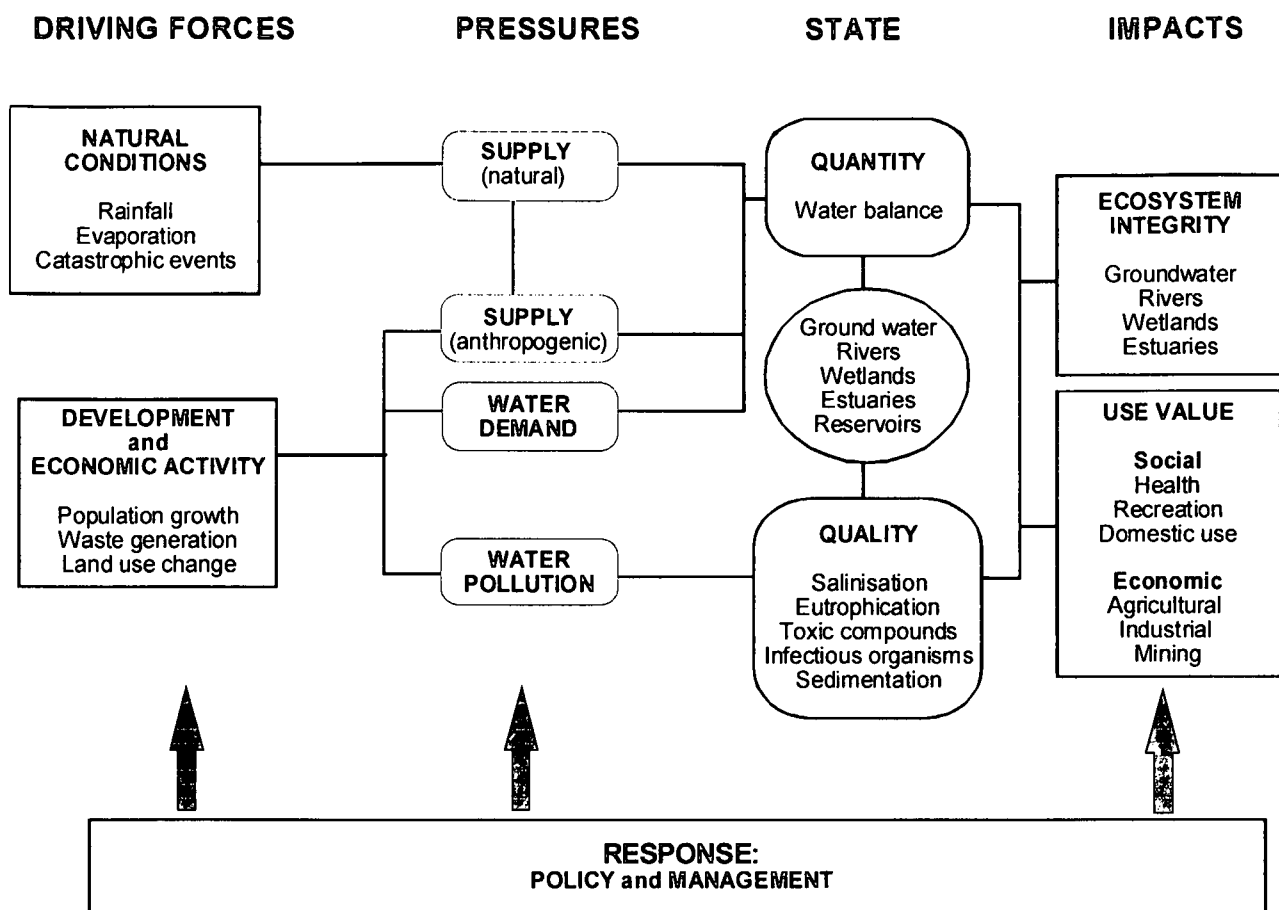 DRIVING FORCES
PRESSURES
STATE
IMPACTS
NATURAL
CONDITIONS
Rainfall
Evaporation
Catastrophic events
DEVELOPMENT
and
ECONOMIC ACTIVITY
Population growth
Waste generation
Land use change
SUPPLY
(natural)
SUPPLY
(anthropogenic)
WATER
DEMAND
WATER
POLLUTION
QUANTITY
Water balance
Ground water
Rivers
Wetlands
Estuaries
Reservoirs
QUALITY
Salinisation
Eutrophication
Toxic compounds
Infectious organisms
Sedimentation
ECOSYSTEM
INTEGRITY
Groundwater
Rivers
Wetlands
Estuaries
USE VALUE
Social
Health
Recreation
Domestic use
Economic
Agricultural
Industrial
Mining
RESPONSE:
POLICY and MANAGEMENT